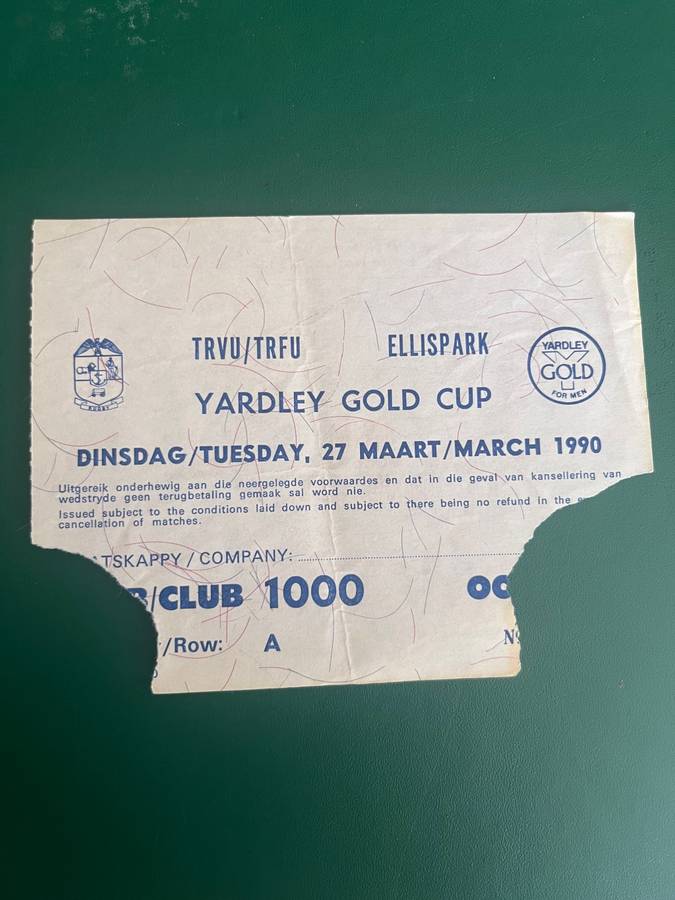 TRVU/TRFU ELLISPARK
RUGBY
YARDLEY
GOLD
FOR MEN
YARDLEY GOLD CUP
DINSDAG/TUESDAY, 27 MAART/MARCH 1990
Uitgereik onderhewig aan die neergelegde voorwaardes en dat in die geval van kansellering van
wedstryde geen terugbetaling gemaak sal word nie.
Issued subject to the conditions laid down and subject to there being no refund in the
cancellation of matches.
TSKAPPY / COMPANY:
/CLUB 1000
/Row: A